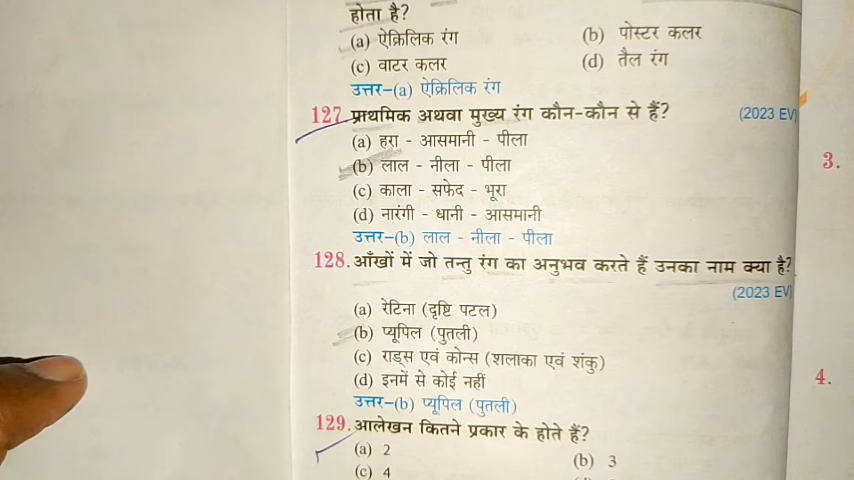 होता है?
(a) ऐक्रिलिक रंग (b) पोस्टर कलर
(c) वाटर कलर (d) तैल रंग
उत्तर–(a) ऐक्रिलिक रंग
127. प्राथमिक अथवा मुख्य रंग कौन-कौन से हैं? (2023 EV)
(a) हरा - आसमानी - पीला
(b) लाल - नीला - पीला
(c) काला - सफेद - भूरा
(d) नारंगी - धानी - आसमानी
उत्तर–(b) लाल - नीला - पीला
128. आँखों में जो तन्तु रंग का अनुभव करते हैं उनका नाम क्या है?
(2023 EV)
(a) रेटिना (दृष्टि पटल)
(b) प्यूपिल (पुतली)
(c) राड्स एवं कोन्स (शलाका एवं शंकु)
(d) इनमें से कोई नहीं
उत्तर–(b) प्यूपिल (पुतली)
129. आलेखन कितने प्रकार के होते हैं?
(a) 2 (b) 3
(c) 4
3.
4.